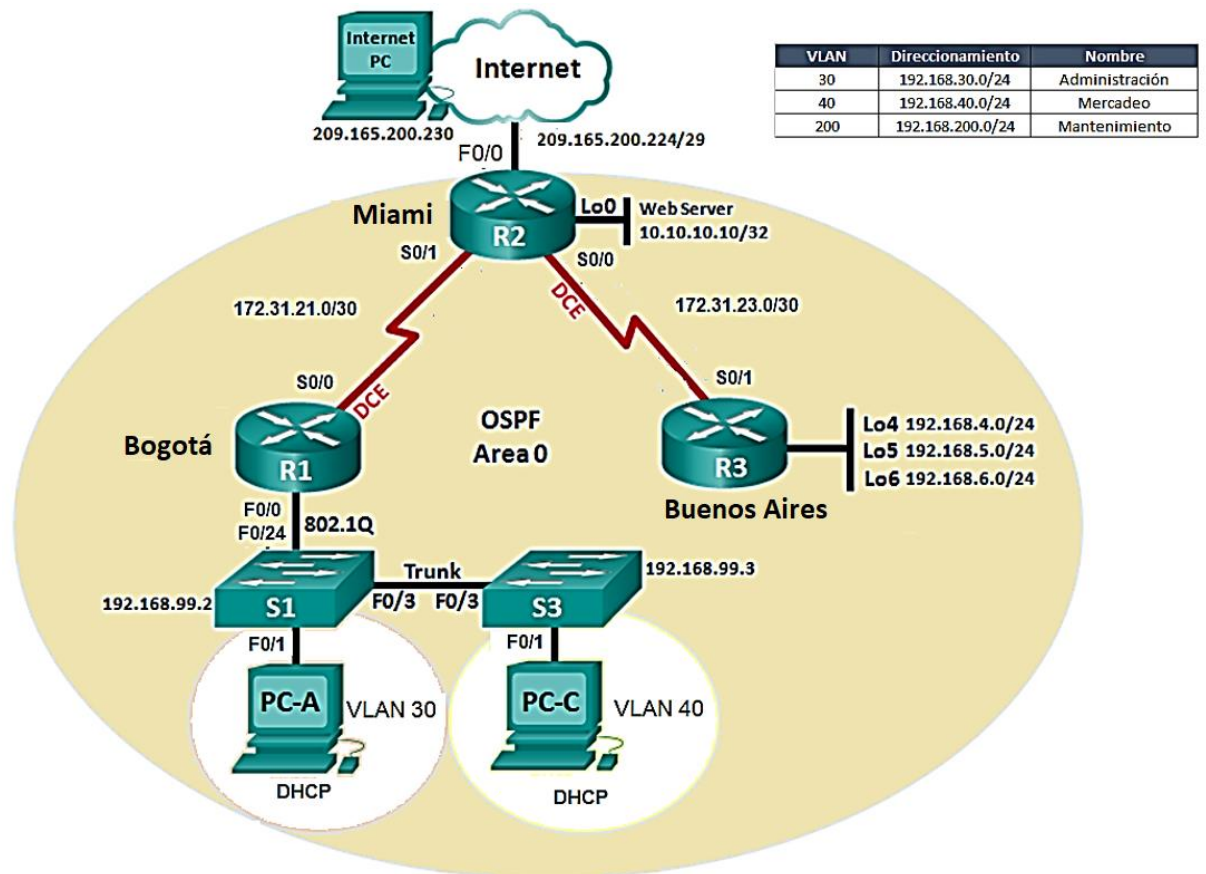 Internet
PC
Internet
209.165.200.230
209.165.200.224/29
F0/0
VLAN Direccionamiento Nombre
30 192.168.30.0/24 Administración
40 192.168.40.0/24 Mercadeo
200 192.168.200.0/24 Mantenimiento
Miami
R2
Lo0
Web Server
10.10.10.10/32
S0/1
S0/0
DCE
172.31.21.0/30
172.31.23.0/30
S0/0
DCE
S0/1
Bogotá
R1
OSPF
Area 0
R3
Buenos Aires
Lo4 192.168.4.0/24
Lo5 192.168.5.0/24
Lo6 192.168.6.0/24
F0/0
F0/24
802.1Q
192.168.99.2
S1
Trunk
F0/3 F0/3
S3
192.168.99.3
F0/1
F0/1
PC-A
VLAN 30
DHCP
PC-C
VLAN 40
DHCP